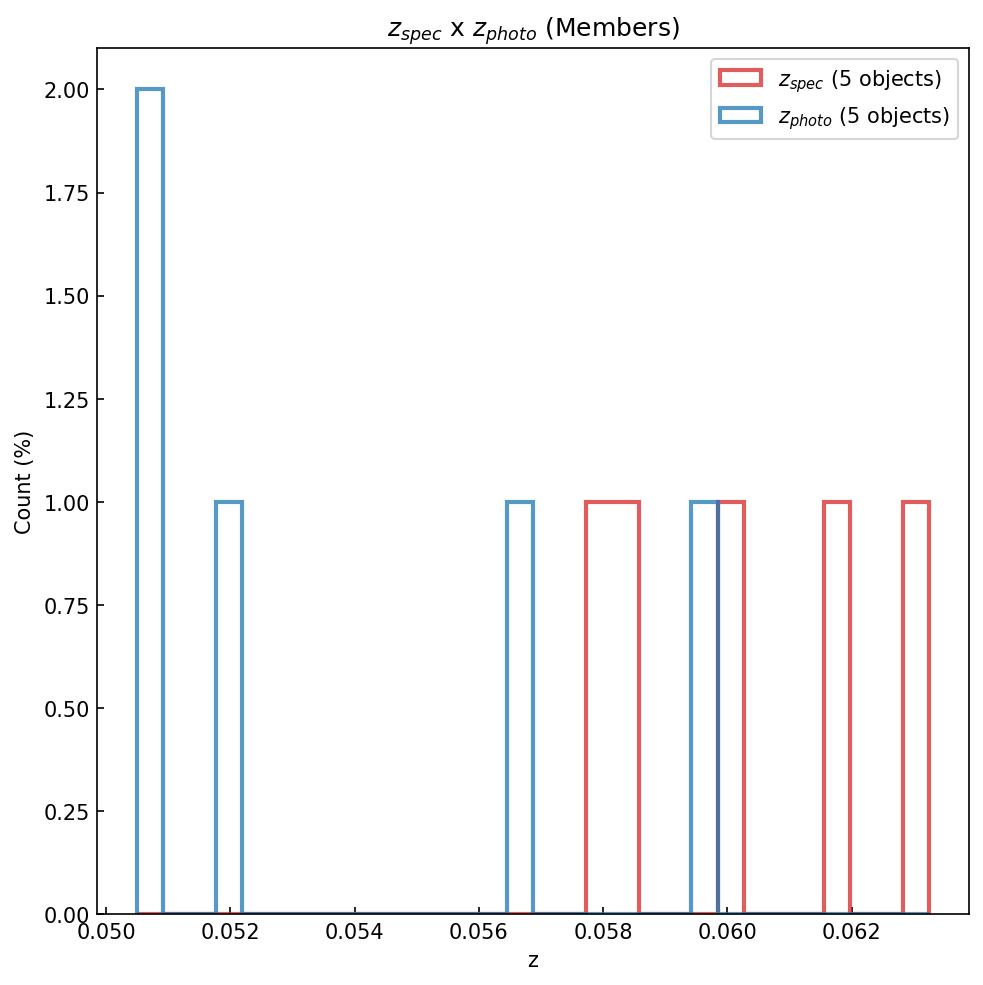 z_spec x z_photo (Members)
z_spec (5 objects)
z_photo (5 objects)
Count (%)
2.00
1.75
1.50
1.25
1.00
0.75
0.50
0.25
0.00
0.050 0.052 0.054 0.056 0.058 0.060 0.062
z